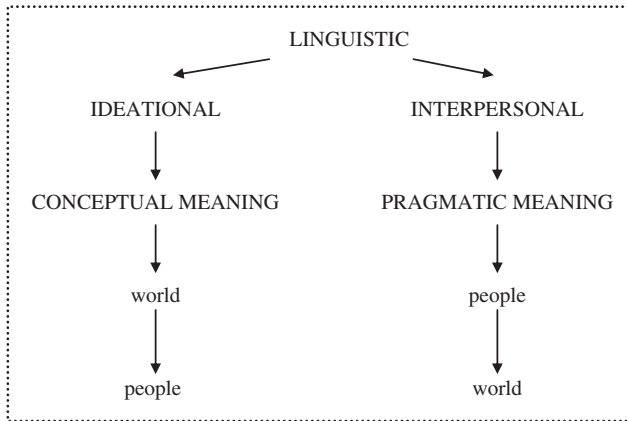 LINGUISTIC
IDEATIONAL INTERPERSONAL
CONCEPTUAL MEANING PRAGMATIC MEANING
world people
people world